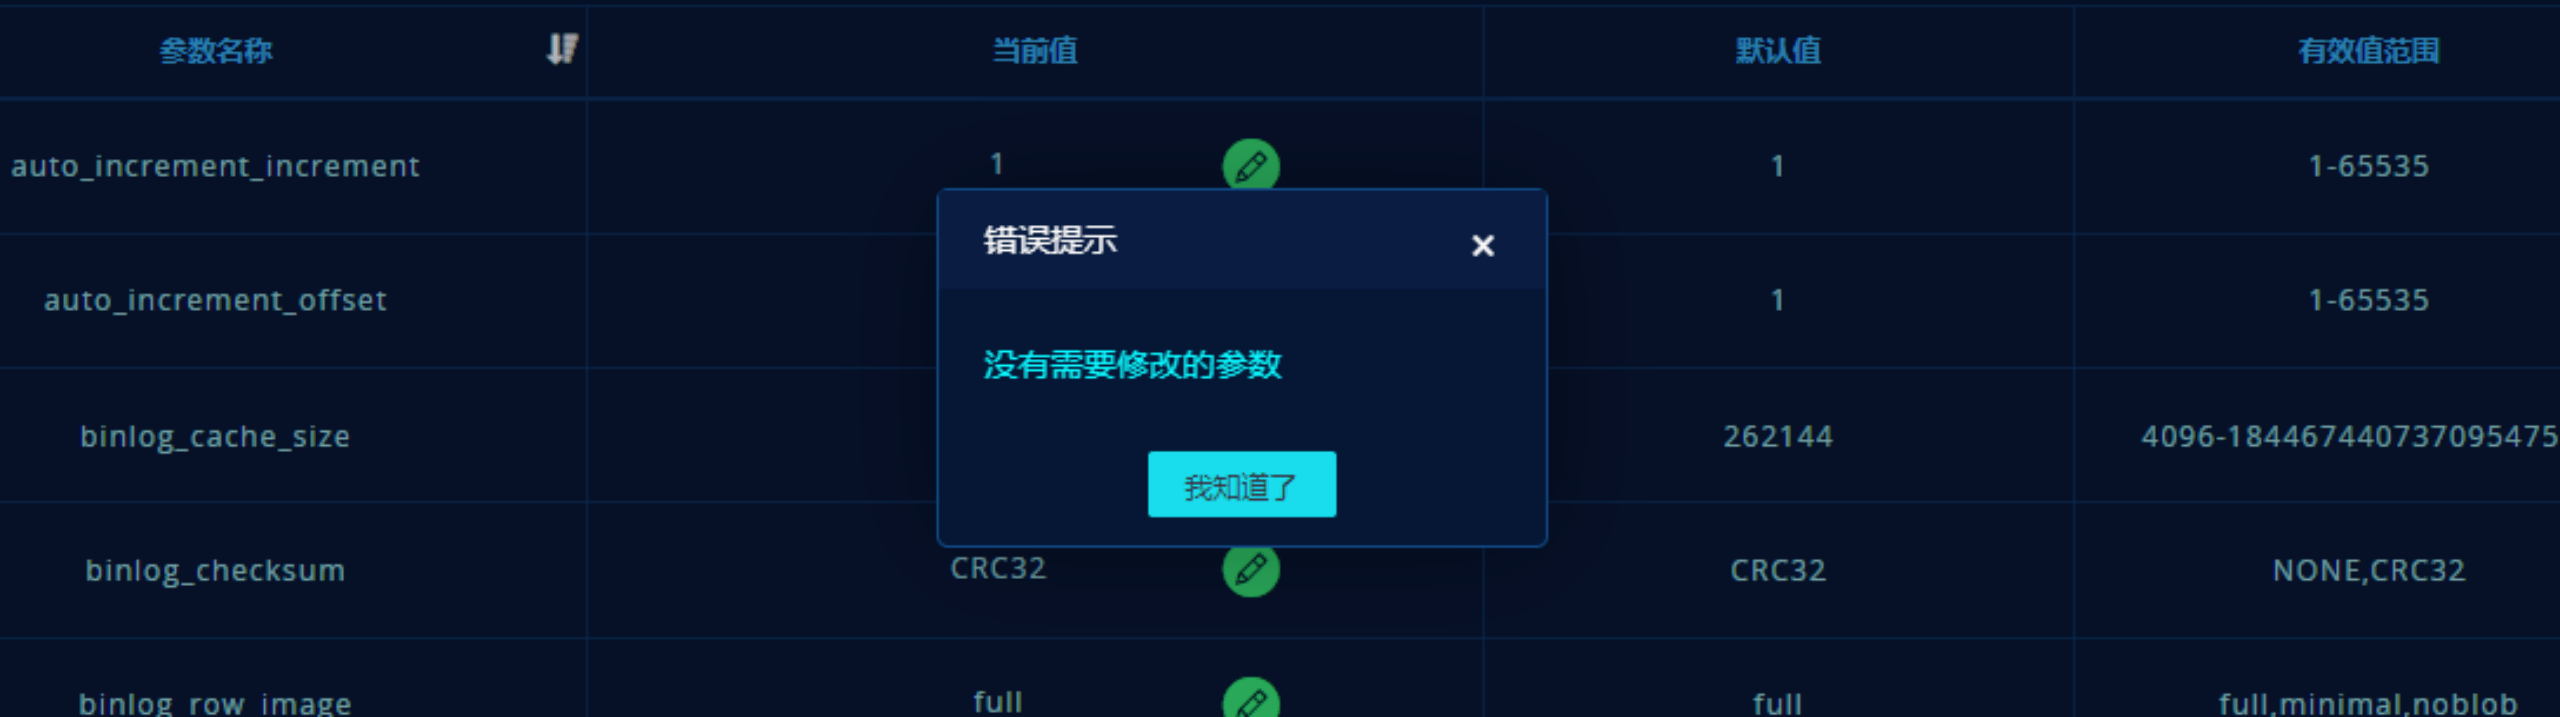 参数名称 当前值 默认值 有效值范围
auto_increment_increment 1 1 1-65535
错误提示
auto_increment_offset 1 1-65535
没有需要修改的参数
binlog_cache_size 262144 4096-184467440737095475
我知道了
binlog_checksum CRC32 CRC32 NONE,CRC32
binlog_row_image full full full,minimal,noblob